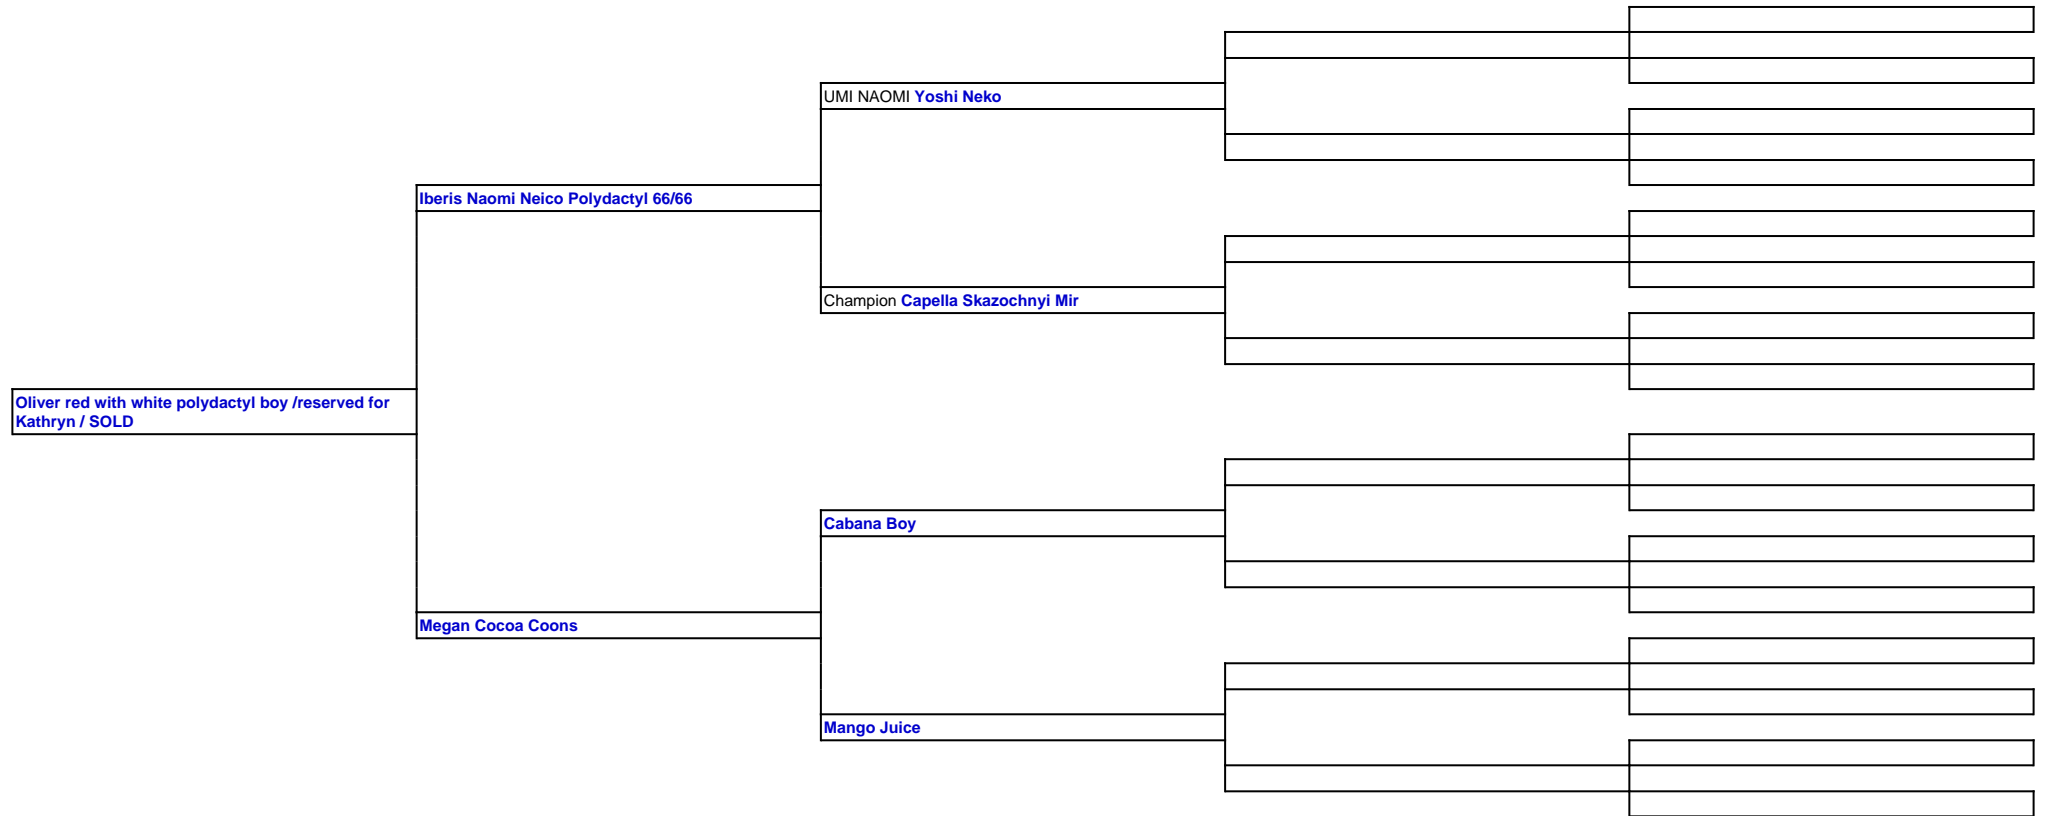 UMI NAOMI Yoshi Neko
Iberis Naomi Neico Polydactyl 66/66
Champion Capella Skazochnyi Mir
Oliver red with white polydactyl boy /reserved for
Kathryn / SOLD
Cabana Boy
Megan Cocoa Coons
Mango Juice